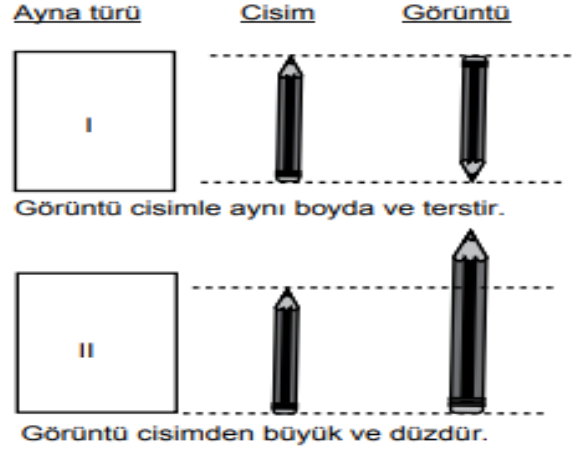 Ayna türü Cisim Görüntü
I
Görüntü cisimle aynı boyda ve terstir.
II
Görüntü cisimden büyük ve düzdür.